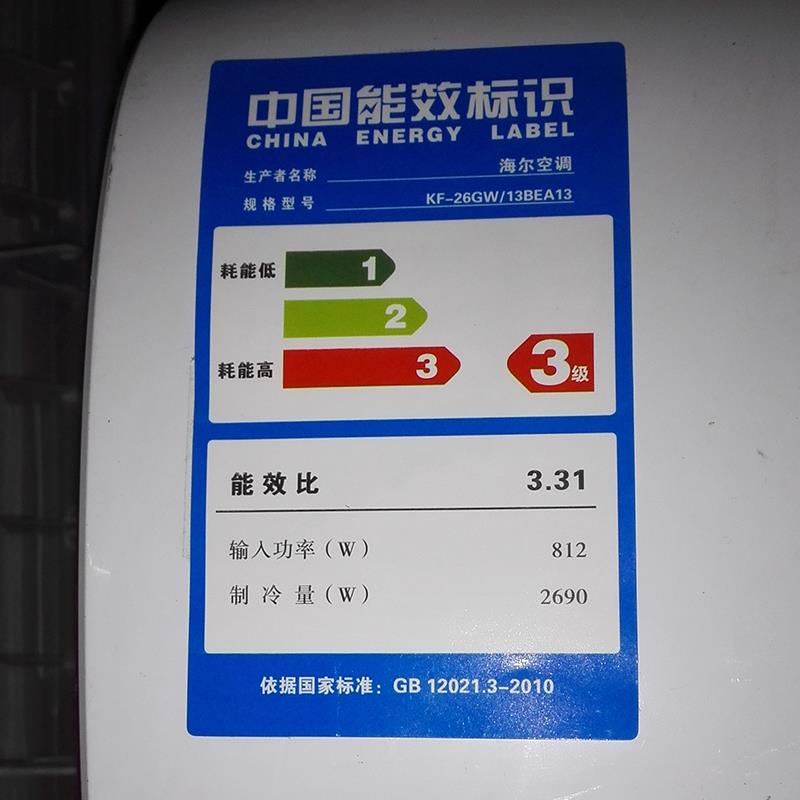 中国能效标识
CHINA ENERGY LABEL
生产者名称 海尔空调
规格型号 KF-26GW/13BEA13
耗能低 1
2
耗能高 3 3级
能效比 3.31
输入功率(W) 812
制冷量(W) 2690
依据国家标准：GB 12021.3-2010